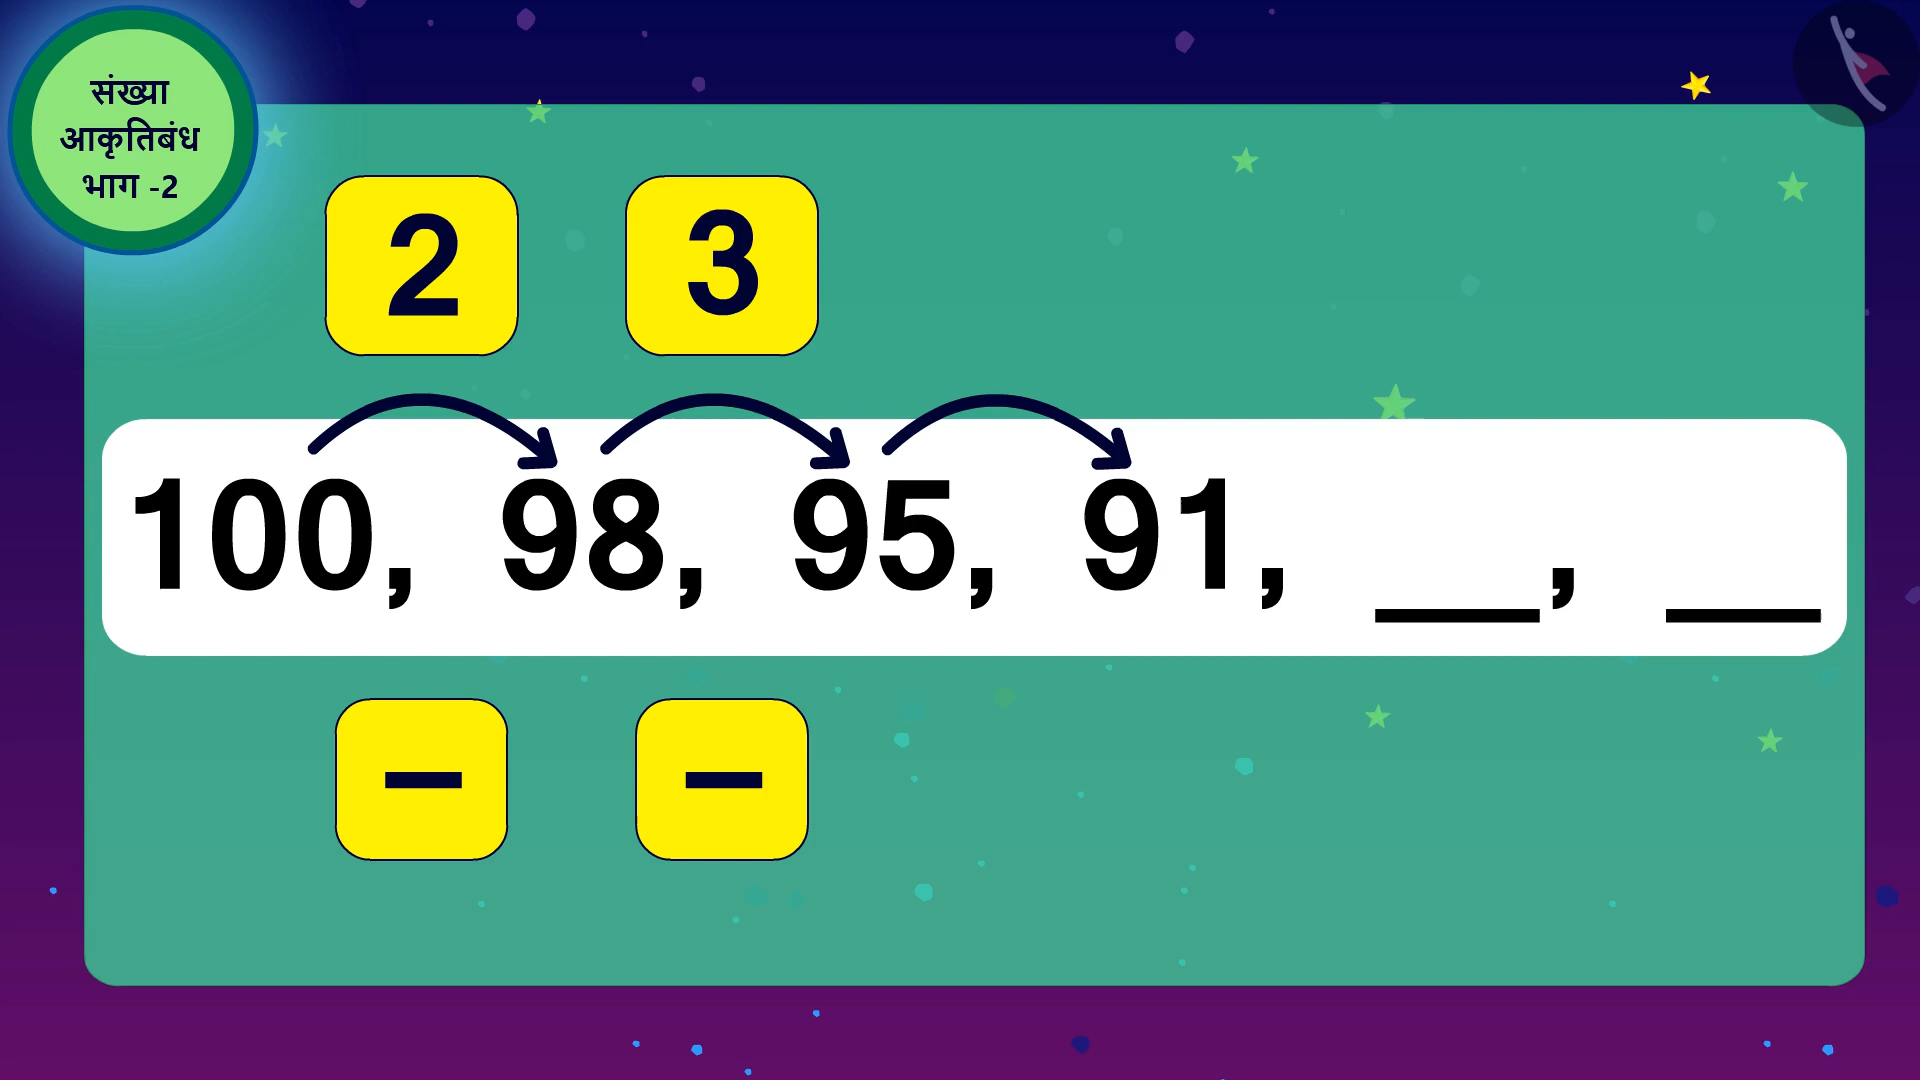 संख्या
आकृतिबंध
भाग -2
2 3
100, 98, 95, 91, __, __
– –